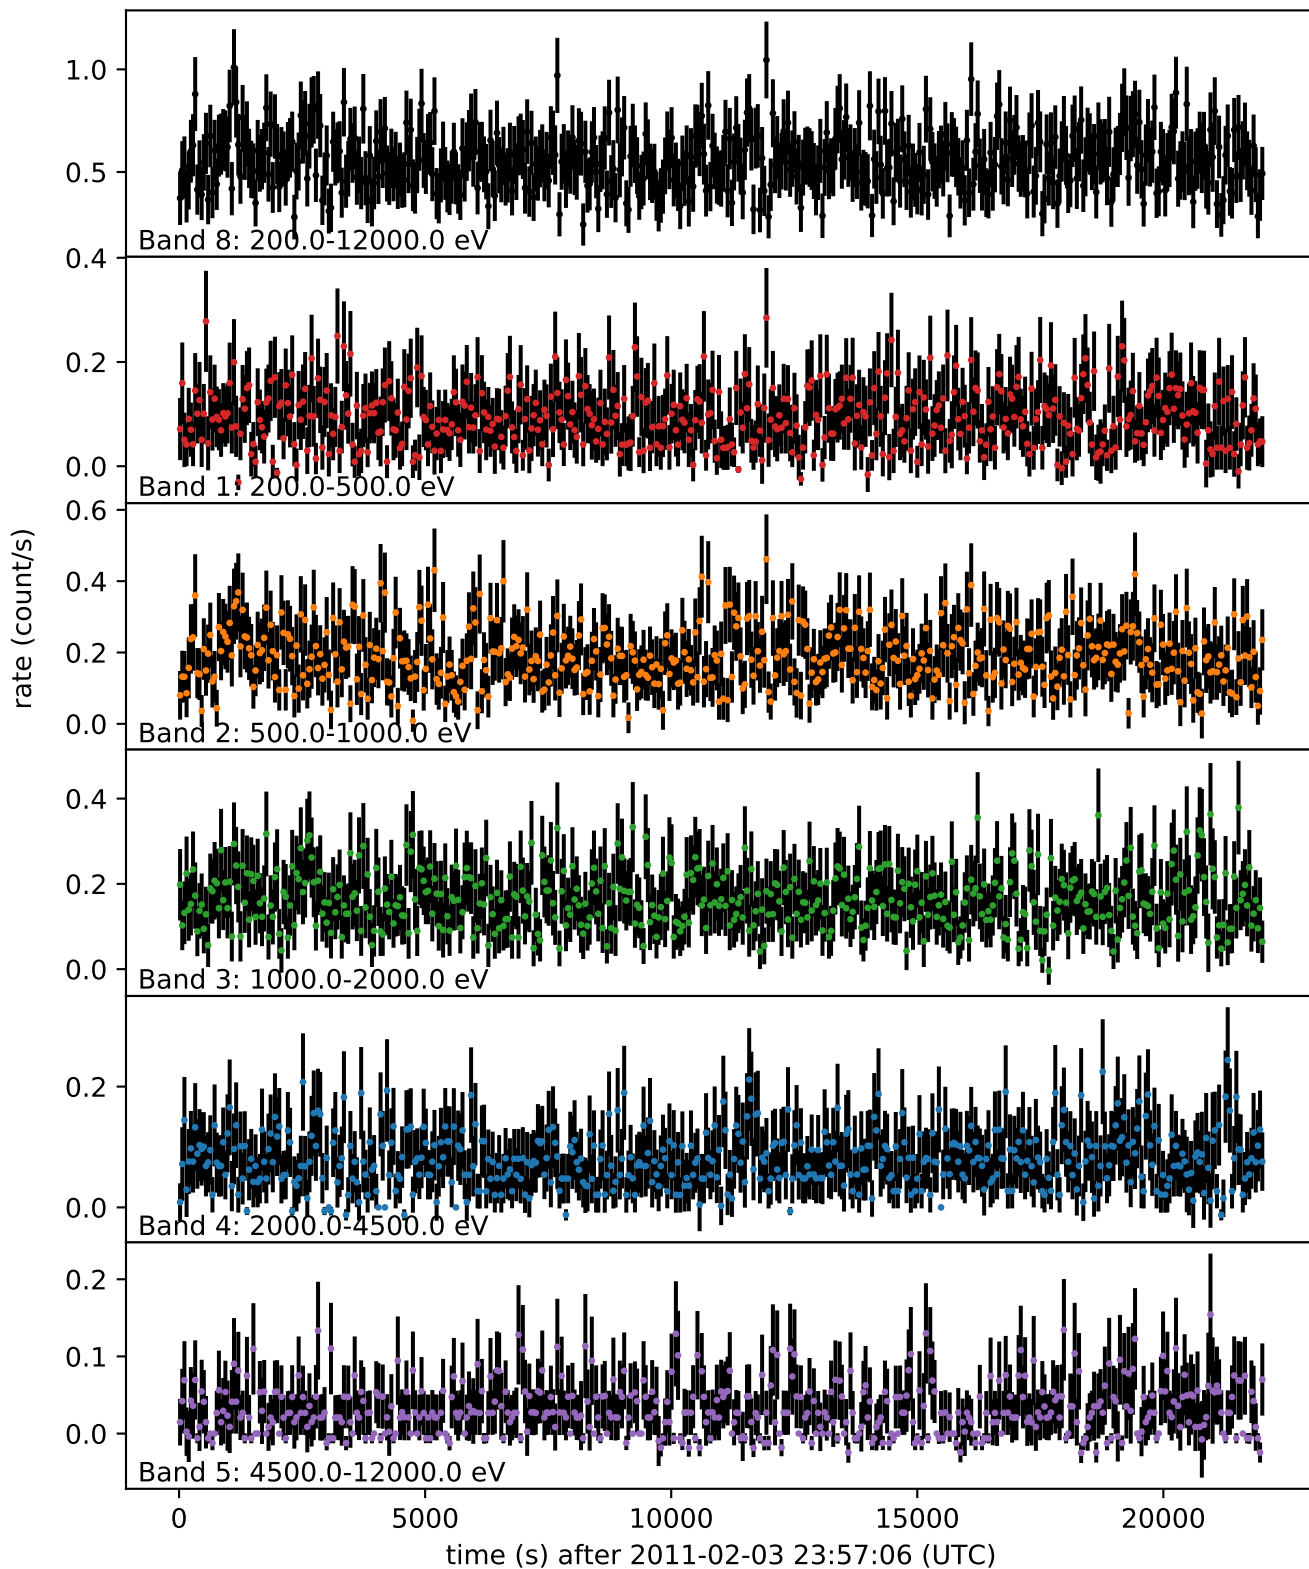 1.0
0.5
Band 8: 200.0-12000.0 eV
0.4
0.2
0.0
Band 1: 200.0-500.0 eV
0.6
0.4
0.2
0.0
Band 2: 500.0-1000.0 eV
rate (count/s)
0.4
0.2
0.0
Band 3: 1000.0-2000.0 eV
0.2
0.0
Band 4: 2000.0-4500.0 eV
0.2
0.1
0.0
Band 5: 4500.0-12000.0 eV
0 5000 10000 15000 20000
time (s) after 2011-02-03 23:57:06 (UTC)